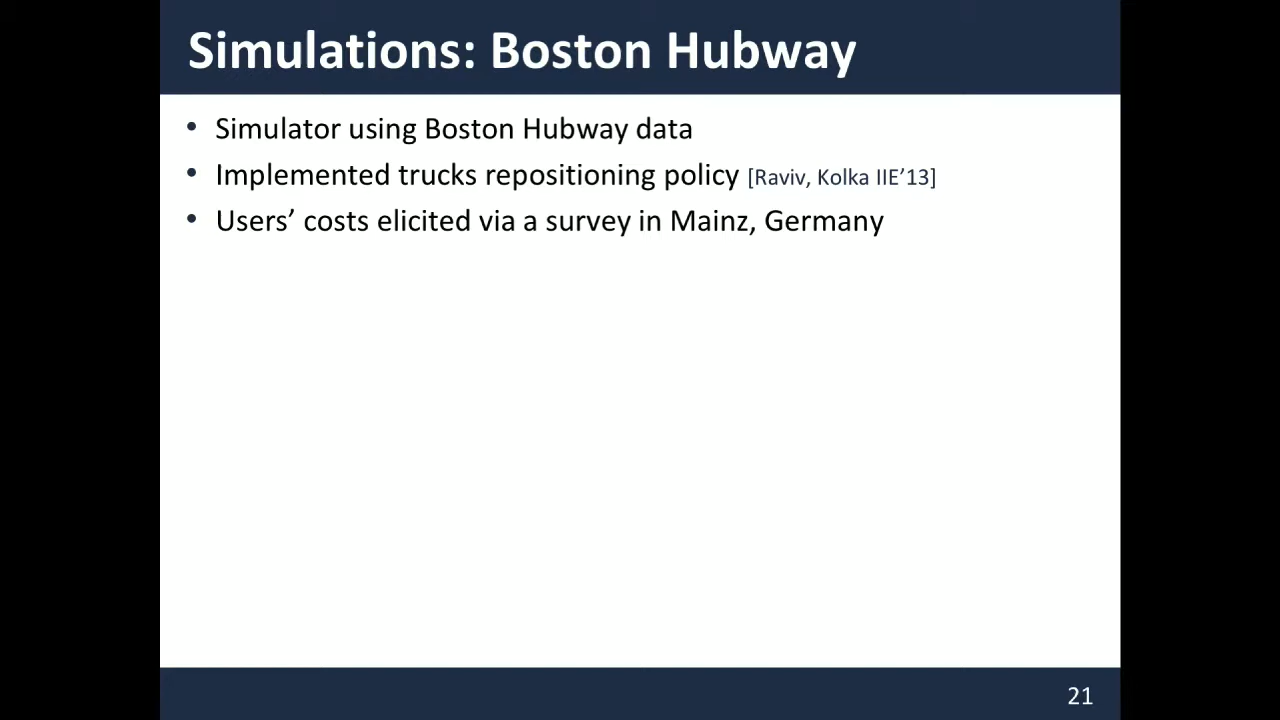 Simulations: Boston Hubway
• Simulator using Boston Hubway data
• Implemented trucks repositioning policy [Raviv, Kolka IIE’13]
• Users’ costs elicited via a survey in Mainz, Germany
21